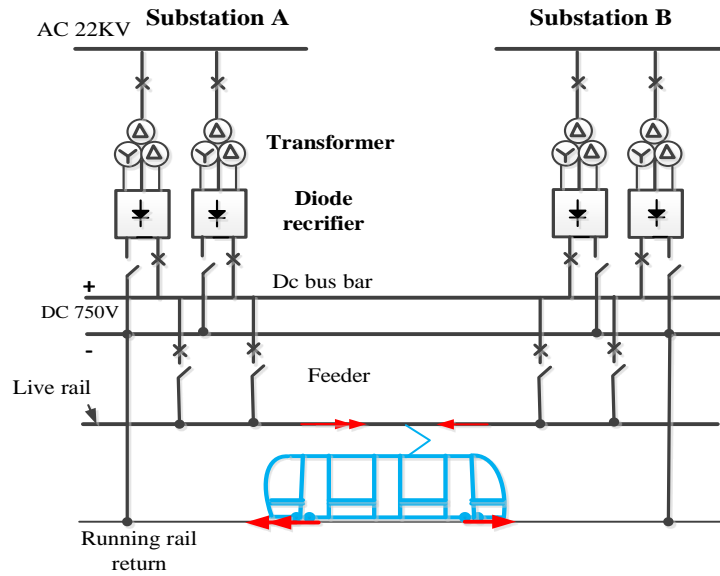 Substation A
Substation B
AC 22KV
Transformer
Diode
recrifier
Dc bus bar
+
DC 750V
-
Feeder
Live rail
Running rail
return